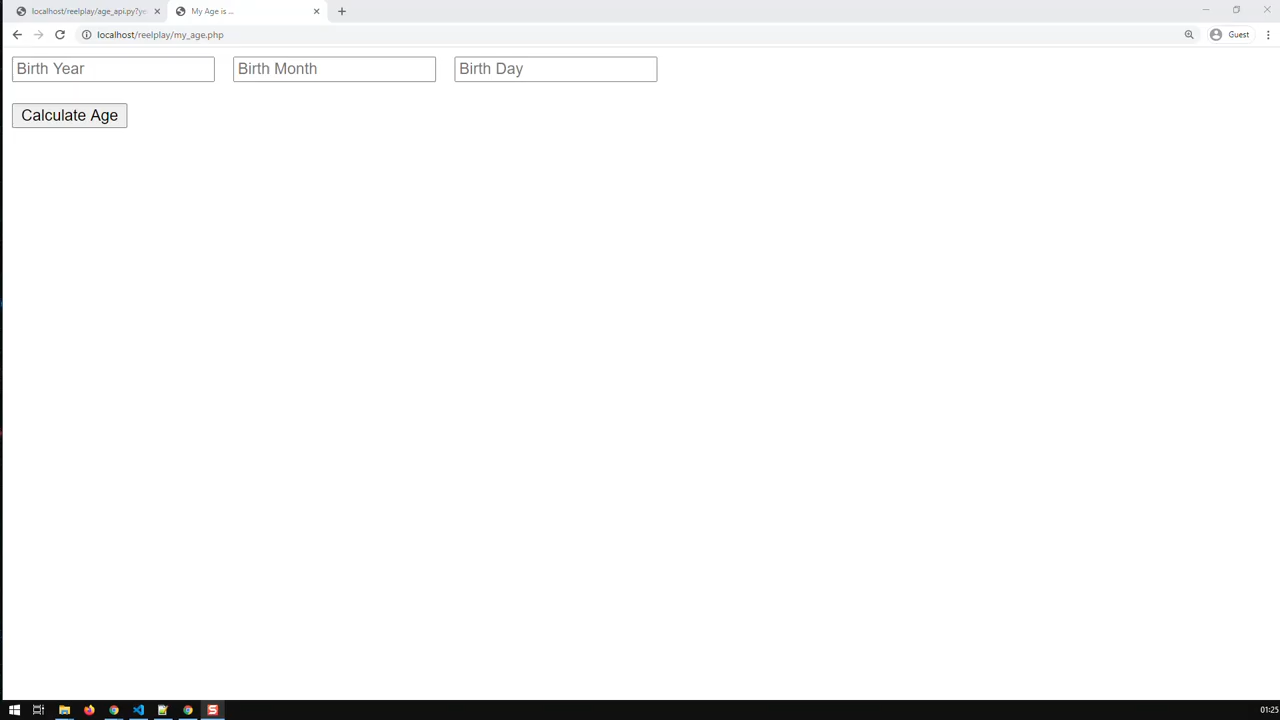 localhost/reelplay/age_api.py?ye
My Age is ...
localhost/reelplay/my_age.php
Guest
Birth Year
Birth Month
Birth Day
Calculate Age
01:25